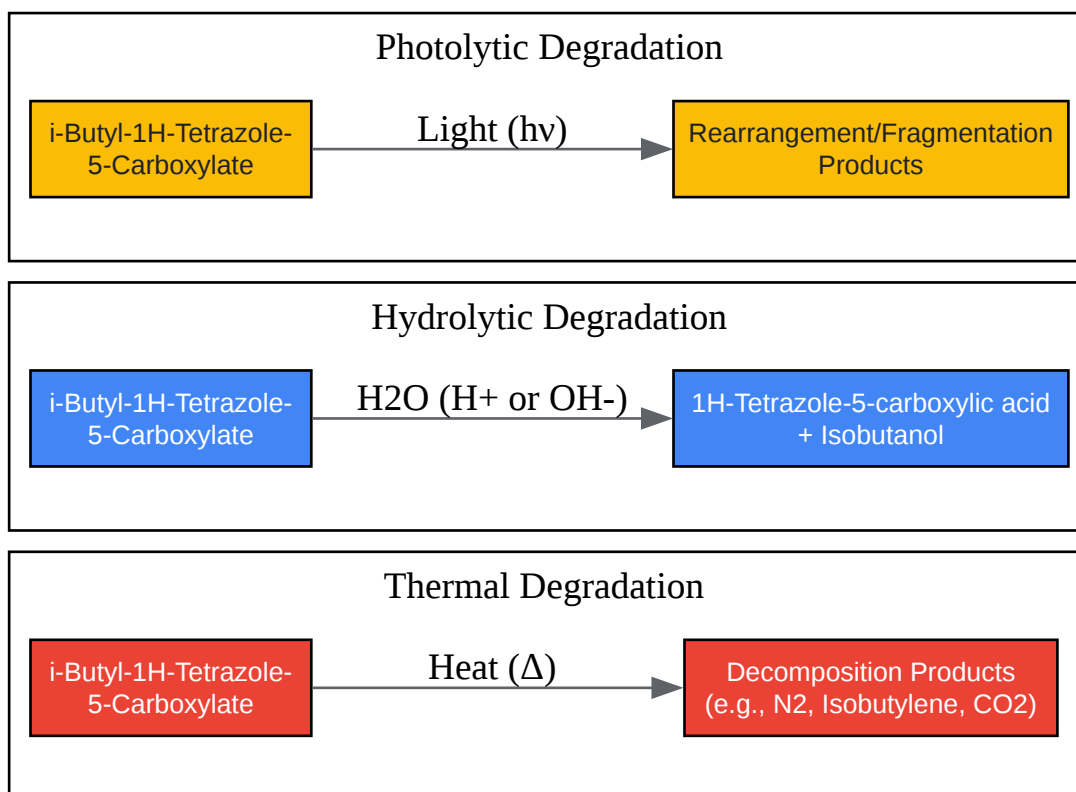 Photolytic Degradation
i-Butyl-1H-Tetrazole-
5-Carboxylate
Light (hν)
Rearrangement/Fragmentation
Products
Hydrolytic Degradation
i-Butyl-1H-Tetrazole-
5-Carboxylate
H2O (H+ or OH-)
1H-Tetrazole-5-carboxylic acid
+ Isobutanol
Thermal Degradation
i-Butyl-1H-Tetrazole-
5-Carboxylate
Heat (Δ)
Decomposition Products
(e.g., N2, Isobutylene, CO2)